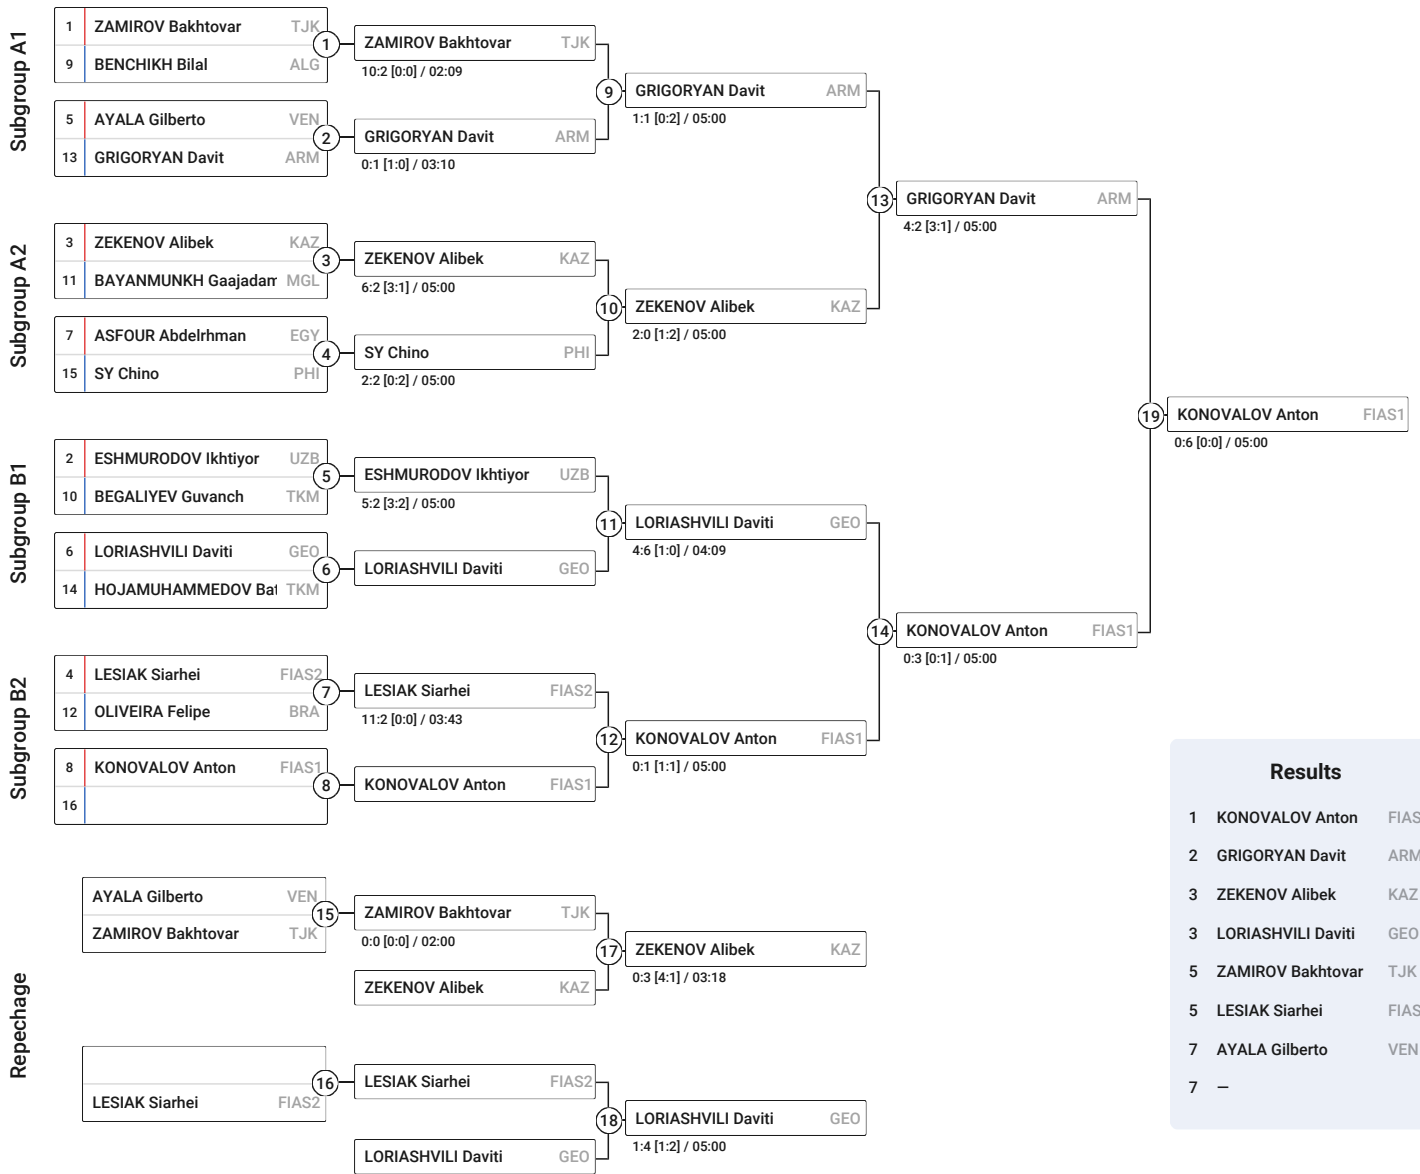 Subgroup A1
1 ZAMIROV Bakhtovar TJK
9 BENCHIKH Bilal ALG
1
ZAMIROV Bakhtovar TJK
10:2 [0:0] / 02:09
5 AYALA Gilberto VEN
13 GRIGORYAN Davit ARM
2
GRIGORYAN Davit ARM
0:1 [1:0] / 03:10
9
GRIGORYAN Davit ARM
1:1 [0:2] / 05:00
Subgroup A2
3 ZEKENOV Alibek KAZ
11 BAYANMUNKH Gaajadam MGL
3
ZEKENOV Alibek KAZ
6:2 [3:1] / 05:00
7 ASFOUR Abdelrhman EGY
15 SY Chino PHI
4
SY Chino PHI
2:2 [0:2] / 05:00
10
ZEKENOV Alibek KAZ
2:0 [1:2] / 05:00
13
GRIGORYAN Davit ARM
4:2 [3:1] / 05:00
Subgroup B1
2 ESHMURODOV Ikhtiyor UZB
10 BEGALIYEV Guvanch TKM
5
ESHMURODOV Ikhtiyor UZB
5:2 [3:2] / 05:00
6 LORIASHVILI Daviti GEO
14 HOJAMUHAMMEDOV TKM
6
LORIASHVILI Daviti GEO
11
LORIASHVILI Daviti GEO
4:6 [1:0] / 04:09
Subgroup B2
4 LESIAK Siarhei FIAS2
12 OLIVEIRA Felipe BRA
7
LESIAK Siarhei FIAS2
11:2 [0:0] / 03:43
8 KONOVALOV Anton FIAS1
16
8
KONOVALOV Anton FIAS1
12
KONOVALOV Anton FIAS1
0:1 [1:1] / 05:00
14
KONOVALOV Anton FIAS1
0:3 [0:1] / 05:00
19
KONOVALOV Anton FIAS1
0:6 [0:0] / 05:00
Repechage
AYALA Gilberto VEN
ZAMIROV Bakhtovar TJK
15
ZAMIROV Bakhtovar TJK
0:0 [0:0] / 02:00
ZEKENOV Alibek KAZ
17
ZEKENOV Alibek KAZ
0:3 [4:1] / 03:18
LESIAK Siarhei FIAS2
16
LESIAK Siarhei FIAS2
LORIASHVILI Daviti GEO
18
LORIASHVILI Daviti GEO
1:4 [1:2] / 05:00
Results
1 KONOVALOV Anton FIAS
2 GRIGORYAN Davit ARM
3 ZEKENOV Alibek KAZ
3 LORIASHVILI Daviti GEO
5 ZAMIROV Bakhtovar TJK
5 LESIAK Siarhei FIAS
7 AYALA Gilberto VEN
7 —